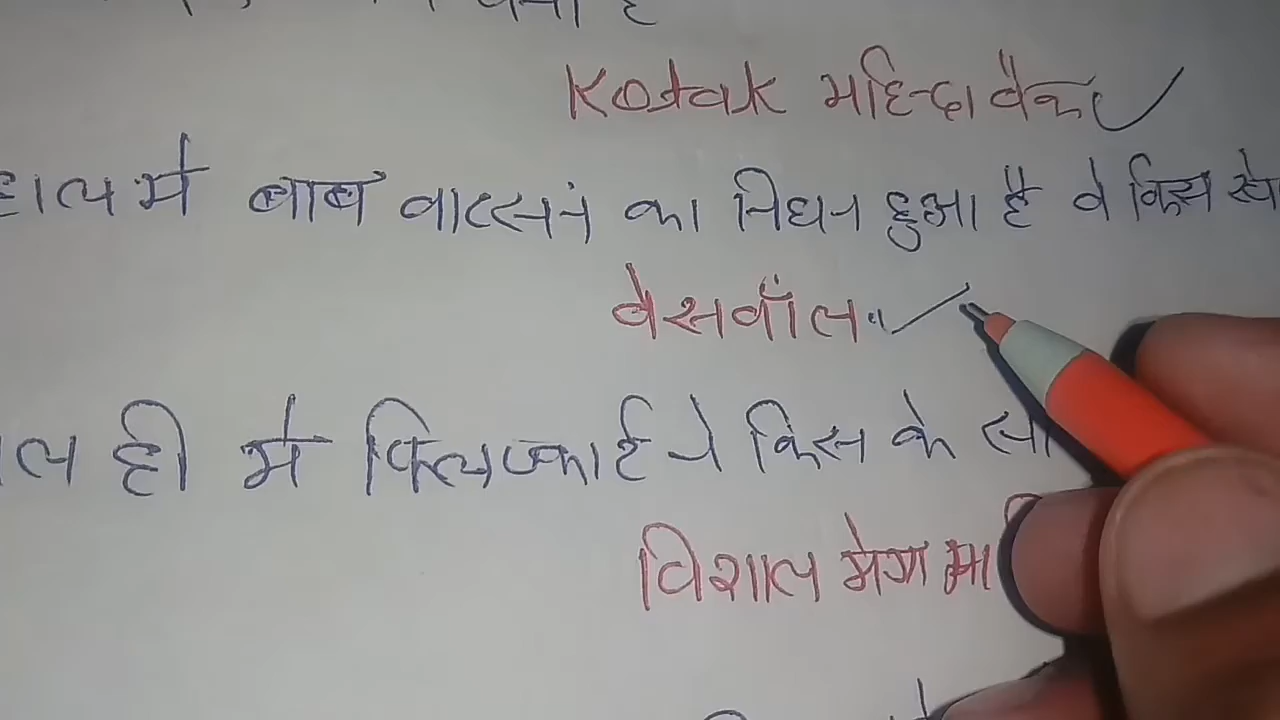 Kotak महिन्द्रा बैंक
हाल में बाब वाटसन का निधन हुआ है वे किस खे
बेसबॉल
ल ही में फ्लिपकार्ट ने किस के सा
विशाल मेगा मा